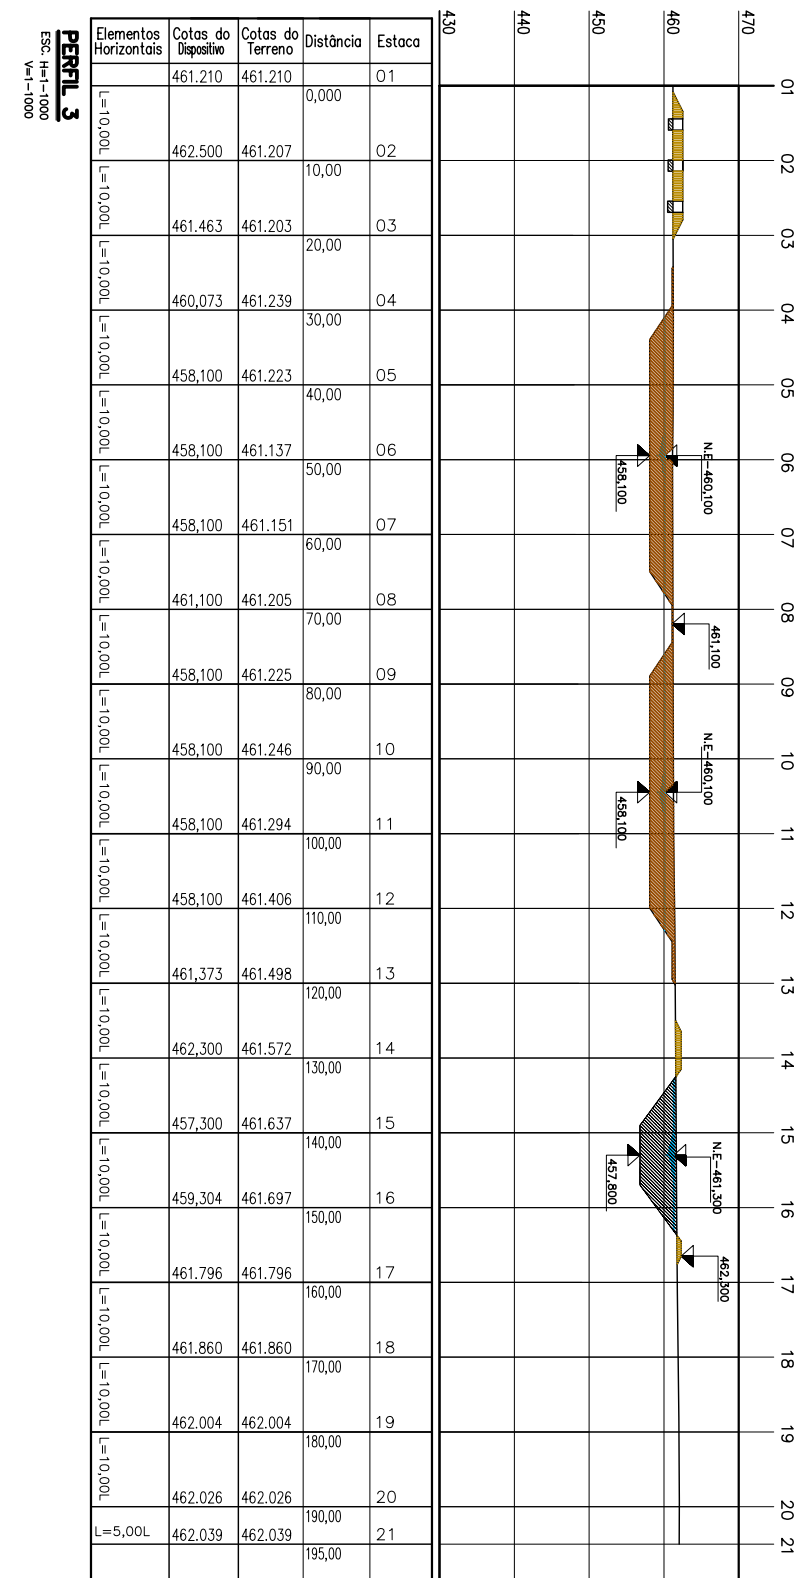 PERFIL 3
ESC. H=1-1000
V=1-1000
Elementos Horizontais | Cotas do Dispositivo | Cotas do Terreno | Distância | Estaca
461.210 461.210 01
L=10,00L 0,000
462.500 461.207 02
L=10,00L 10,00
461.463 461.203 03
L=10,00L 20,00
460,073 461.239 04
L=10,00L 30,00
458,100 461.223 05
L=10,00L 40,00
458,100 461.137 06
L=10,00L 50,00
458,100 461.151 07
L=10,00L 60,00
461,100 461.205 08
L=10,00L 70,00
458,100 461.225 09
L=10,00L 80,00
458,100 461.246 10
L=10,00L 90,00
458,100 461.294 11
L=10,00L 100,00
458,100 461.406 12
L=10,00L 110,00
461,373 461.498 13
L=10,00L 120,00
462,300 461.572 14
L=10,00L 130,00
457,300 461.637 15
L=10,00L 140,00
459,304 461.697 16
L=10,00L 150,00
461.796 461.796 17
L=10,00L 160,00
461.860 461.860 18
L=10,00L 170,00
462.004 462.004 19
L=10,00L 180,00
462.026 462.026 20
190,00
L=5,00L 462.039 462.039 21
195,00
430
440
450
460
470
01
02
03
04
05
06
07
08
09
10
11
12
13
14
15
16
17
18
19
20
21
N.E-460,100
458,100
461,100
N.E-460,100
458,100
N.E-461,300
457,800
462,300